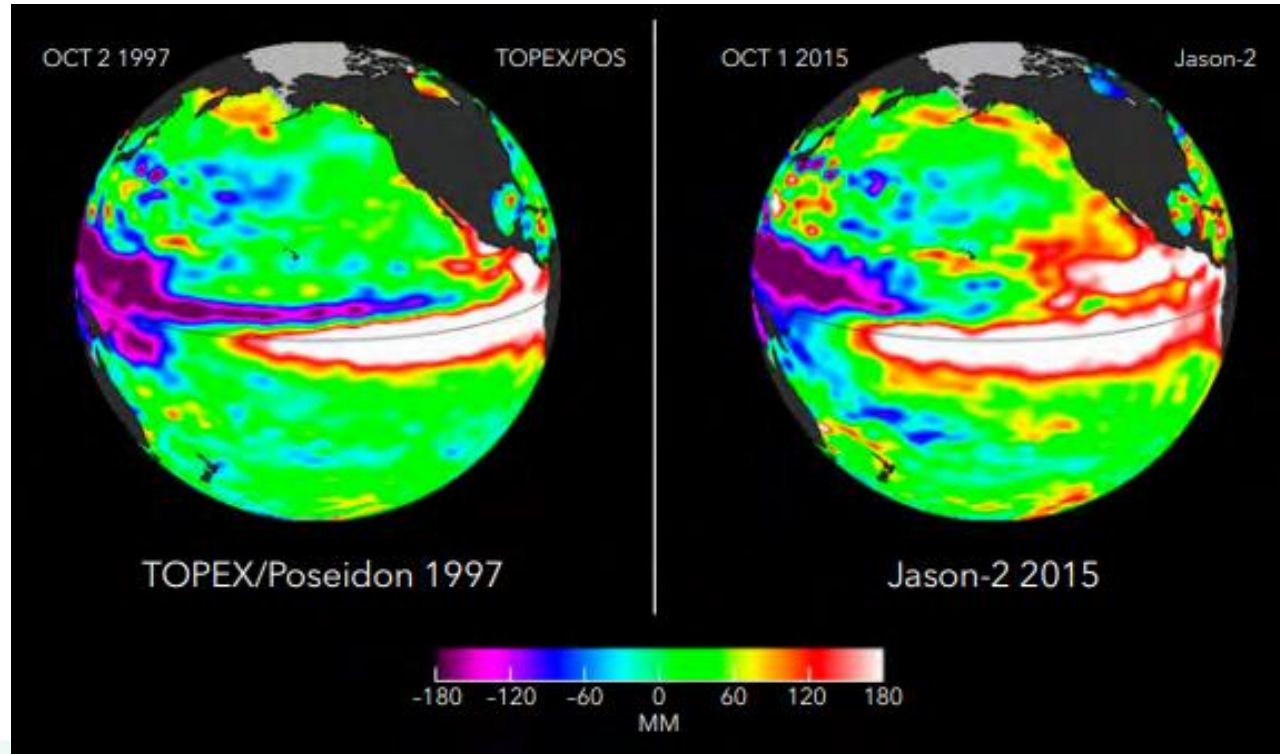 OCT 2 1997
TOPEX/POS
OCT 1 2015
Jason-2
TOPEX/Poseidon 1997
Jason-2 2015
-180 -120 -60 0 60 120 180
MM